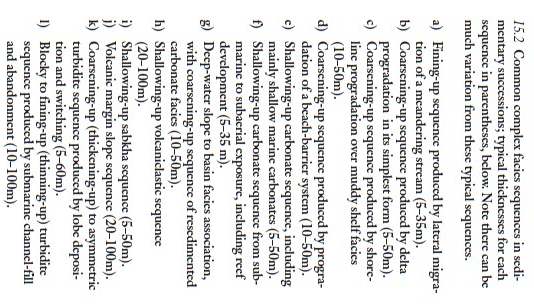 15.2 Common complex facies sequences in sedi-
mentary successions; typical thicknesses for each
sequence in parentheses, below. Note there can be
much variation from these typical sequences.
a) Fining-up sequence produced by lateral migra-
tion of a meandering stream (5–35m).
b) Coarsening-up sequence produced by delta
progradation in its simplest form (5–50m).
c) Coarsening-up sequence produced by shore-
line progradation over muddy shelf facies
(10–50m).
d) Coarsening-up sequence produced by progra-
dation of a beach-barrier system (10–50m).
e) Shallowing-up carbonate sequence, including
mainly shallow marine carbonates (5–50m).
f) Shallowing-up carbonate sequence from sub-
marine to subaerial exposure, including reef
development (5–35 m).
g) Deep-water slope to basin facies association,
with coarsening-up sequence of resedimented
carbonate facies (10–50m).
h) Shallowing-up volcaniclastic sequence
(20–100m).
i) Shallowing-up sabkha sequence (5–50m).
j) Volcanic margin slope sequence (20–100m).
k) Coarsening-up (thickening-up) to asymmetric
turbidite sequence produced by lobe deposi-
tion and switching (5–60m).
l) Blocky to fining-up (thinning-up) turbidite
sequence produced by submarine channel-fill
and abandonment (10–100m).